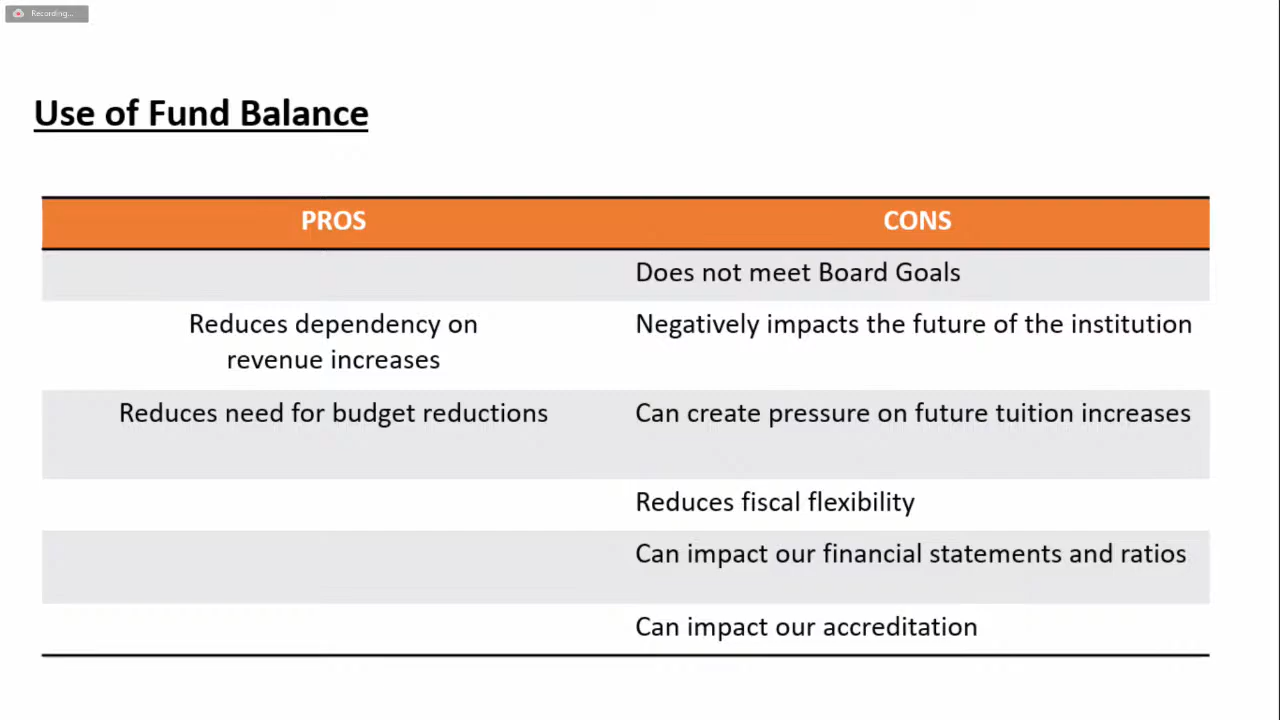 Recording...
Use of Fund Balance
PROS
CONS
Does not meet Board Goals
Reduces dependency on
revenue increases
Negatively impacts the future of the institution
Reduces need for budget reductions
Can create pressure on future tuition increases
Reduces fiscal flexibility
Can impact our financial statements and ratios
Can impact our accreditation